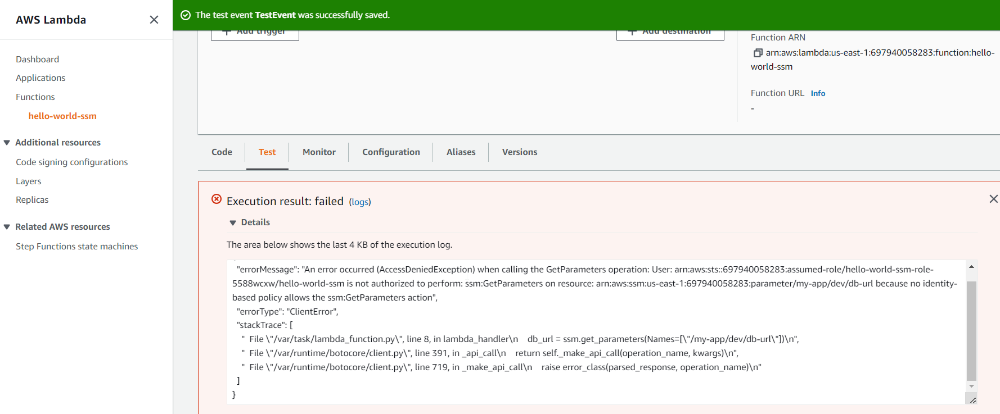 AWS Lambda
The test event TestEvent was successfully saved.
Dashboard
Applications
Functions
hello-world-ssm
Additional resources
Code signing configurations
Layers
Replicas
Related AWS resources
Step Functions state machines
Add trigger
Add destination
Function ARN
arn:aws:lambda:us-east-1:697940058283:function:hello-
world-ssm
Function URL Info
-
Code Test Monitor Configuration Aliases Versions
Execution result: failed (logs)
Details
The area below shows the last 4 KB of the execution log.
"errorMessage": "An error occurred (AccessDeniedException) when calling the GetParameters operation: User: arn:aws:sts::697940058283:assumed-role/hello-world-ssm-role-
5588wcxw/hello-world-ssm is not authorized to perform: ssm:GetParameters on resource: arn:aws:ssm:us-east-1:697940058283:parameter/my-app/dev/db-url because no identity-
based policy allows the ssm:GetParameters action",
"errorType": "ClientError",
"stackTrace": [
"  File \"/var/task/lambda_function.py\", line 8, in lambda_handler\n    db_url = ssm.get_parameters(Names=[\"/my-app/dev/db-url\"])\n",
"  File \"/var/runtime/botocore/client.py\", line 391, in _api_call\n    return self._make_api_call(operation_name, kwargs)\n",
"  File \"/var/runtime/botocore/client.py\", line 719, in _make_api_call\n    raise error_class(parsed_response, operation_name)\n"
]
}